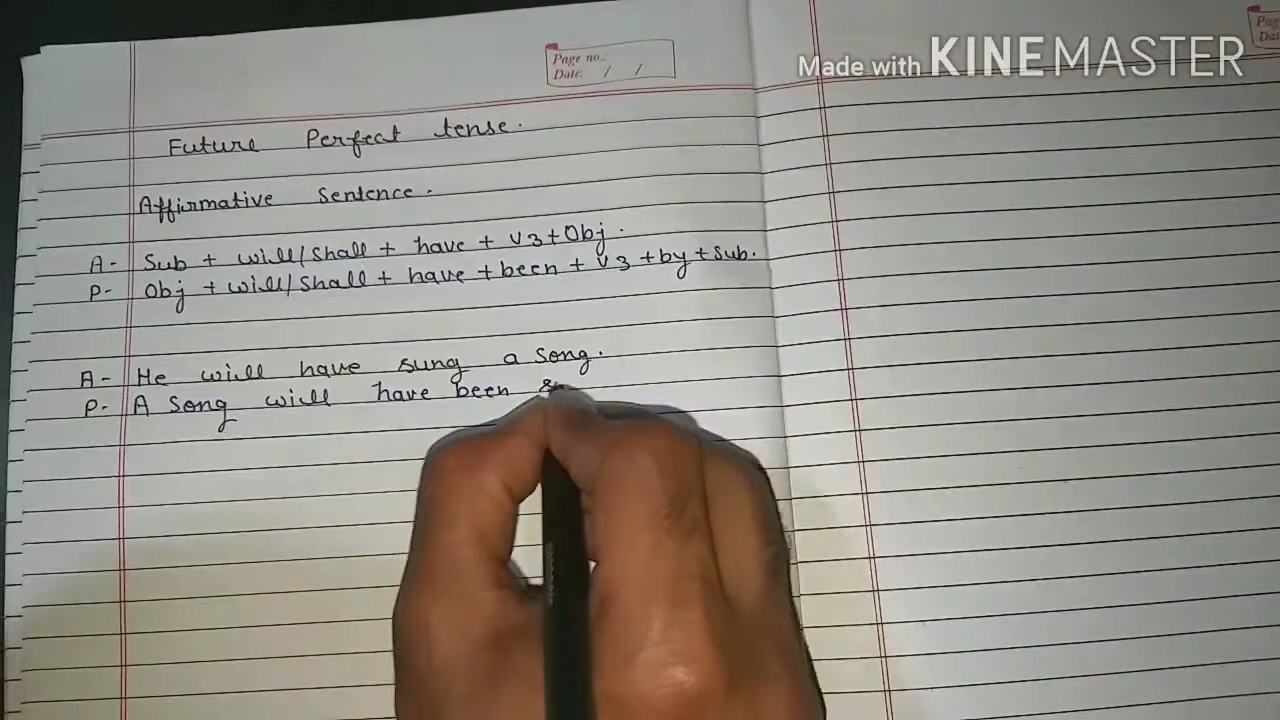 Page no.:
Date: / /
Made with KINEMASTER
Future Perfect tense.
Affirmative Sentence.
A- Sub + will/Shall + have + V3+Obj.
P- Obj + will/Shall + have + been + V3 +by+Sub.
A- He will have sung a Song.
P- A Song will have been